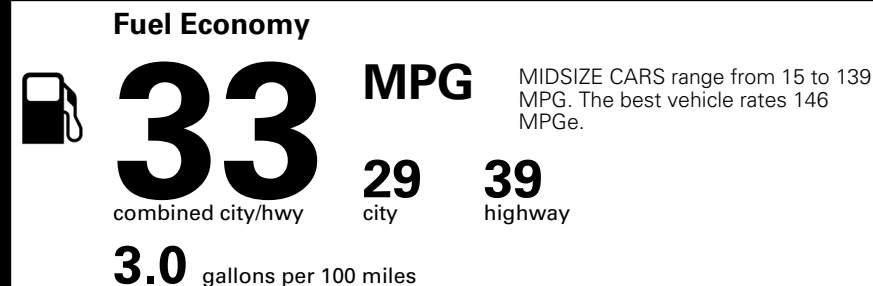 Fuel Economy
33 MPG
MIDSIZE CARS range from 15 to 139
MPG. The best vehicle rates 146
MPGe.
combined city/hwy
29
city
39
highway
3.0 gallons per 100 miles